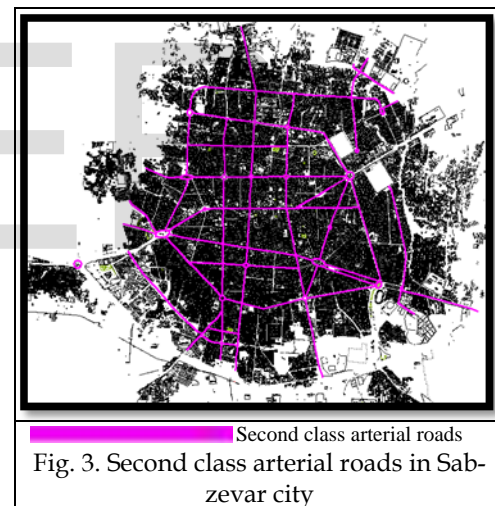 Second class arterial roads
Fig. 3. Second class arterial roads in Sab-
zevar city